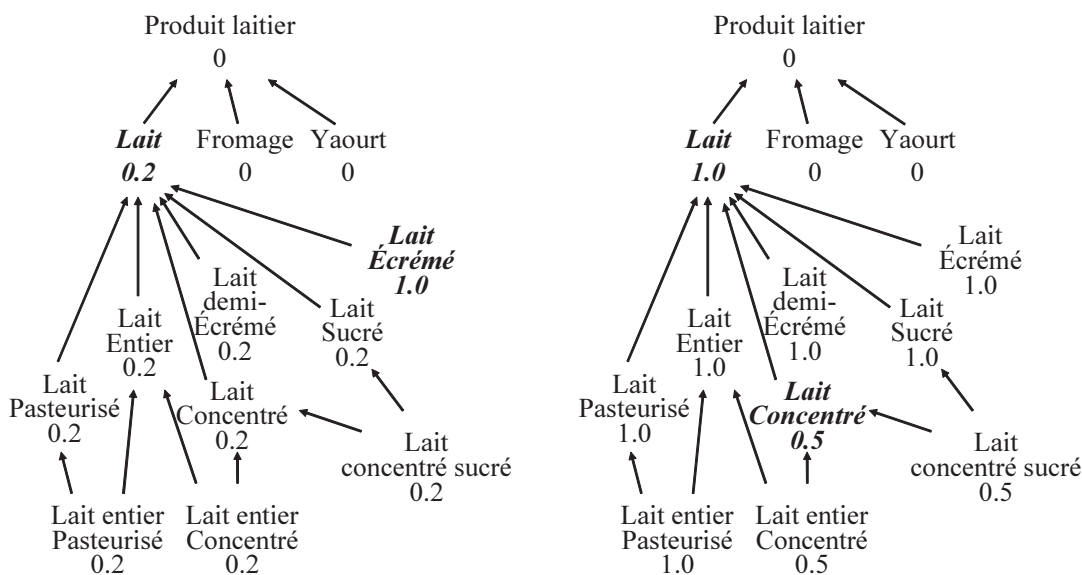 Produit laitier
0
Lait
0.2
Fromage
0
Yaourt
0
Lait
Écrémé
1.0
Lait
demi-
Écrémé
0.2
Lait
Sucré
0.2
Lait
Entier
0.2
Lait
Pasteurisé
0.2
Lait
Concentré
0.2
Lait
concentré sucré
0.2
Lait entier
Pasteurisé
0.2
Lait entier
Concentré
0.2
Produit laitier
0
Lait
1.0
Fromage
0
Yaourt
0
Lait
Écrémé
1.0
Lait
demi-
Écrémé
1.0
Lait
Sucré
1.0
Lait
Entier
1.0
Lait
Pasteurisé
1.0
Lait
Concentré
0.5
Lait
concentré sucré
0.5
Lait entier
Pasteurisé
1.0
Lait entier
Concentré
0.5